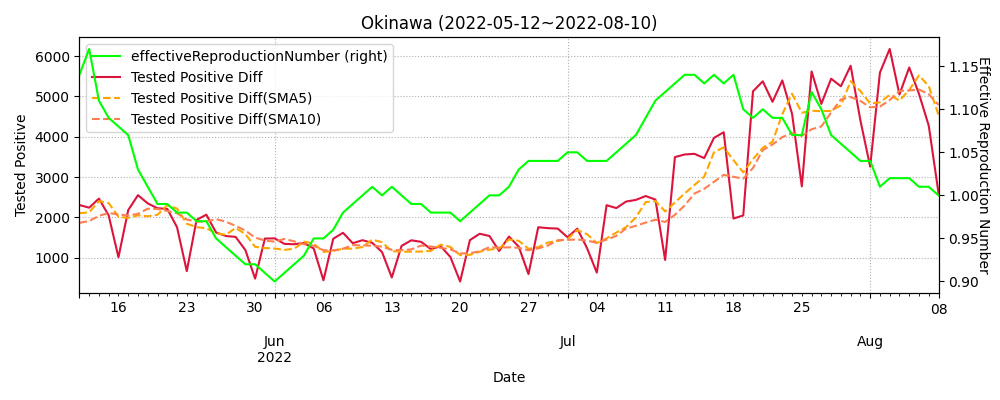 Okinawa (2022-05-12~2022-08-10)
effectiveReproductionNumber (right)
Tested Positive Diff
Tested Positive Diff(SMA5)
Tested Positive Diff(SMA10)
Tested Positive
6000
5000
4000
3000
2000
1000
Effective Reproduction Number
1.15
1.10
1.05
1.00
0.95
0.90
16 23 30 06 13 20 27 04 11 18 25 08
Jun Jul Aug
2022
Date